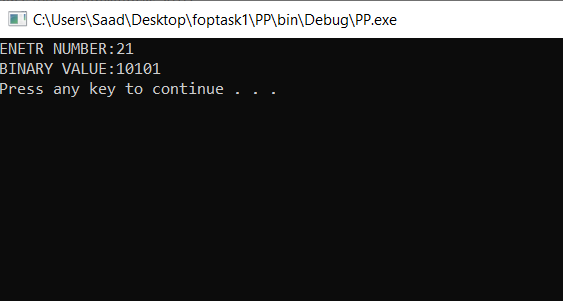 C:\Users\Saad\Desktop\foptask1\PP\bin\Debug\PP.exe
ENETR NUMBER:21
BINARY VALUE:10101
Press any key to continue . . .